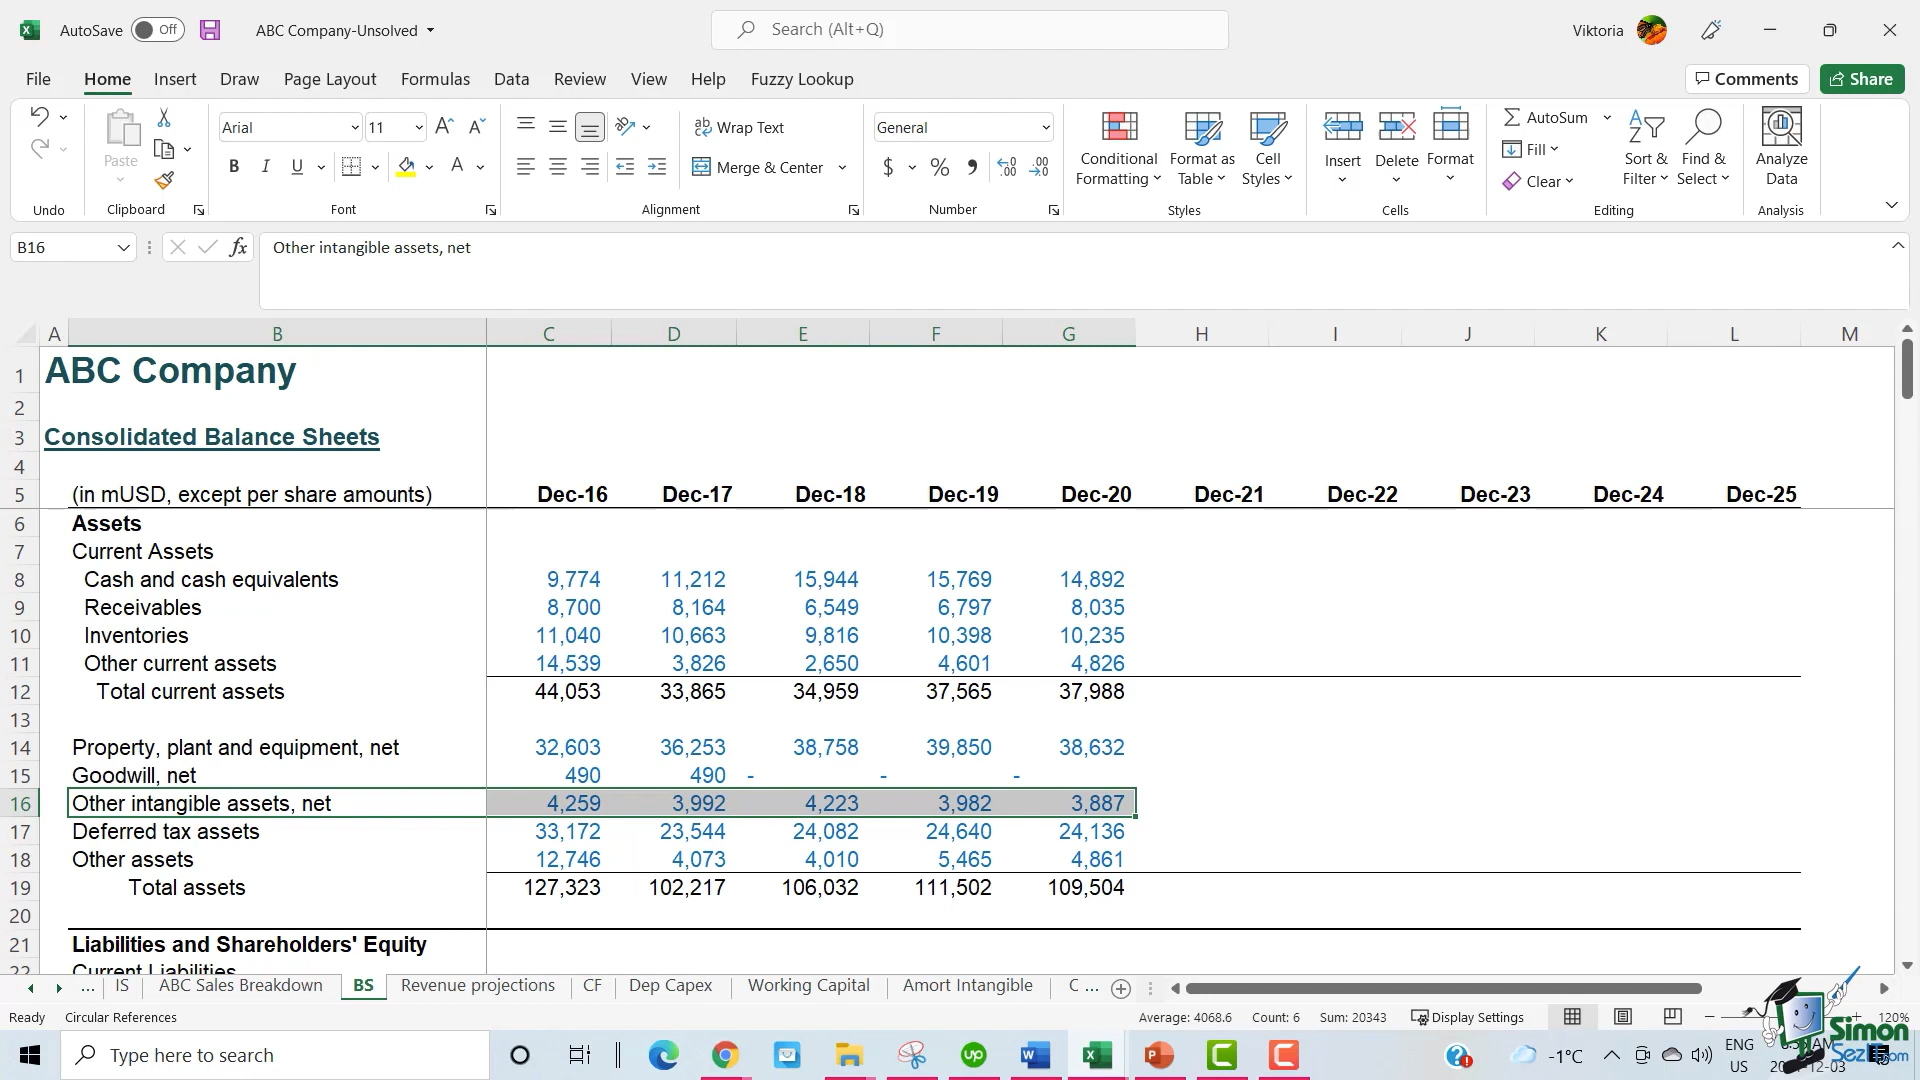 AutoSave Off ABC Company-Unsolved Search (Alt+Q) Viktoria
File Home Insert Draw Page Layout Formulas Data Review View Help Fuzzy Lookup Comments Share
Paste Arial 11 Wrap Text General Conditional Formatting Format as Table Cell Styles Insert Delete Format AutoSum Fill Clear Sort & Filter Find & Select Analyze Data
B I U A Merge & Center $ %
Undo Clipboard Font Alignment Number Styles Cells Editing Analysis
B16 fx Other intangible assets, net
A B C D E F G H I J K L M
1 ABC Company
2
3 Consolidated Balance Sheets
4
5 (in mUSD, except per share amounts) Dec-16 Dec-17 Dec-18 Dec-19 Dec-20 Dec-21 Dec-22 Dec-23 Dec-24 Dec-25
6 Assets
7 Current Assets
8 Cash and cash equivalents 9,774 11,212 15,944 15,769 14,892
9 Receivables 8,700 8,164 6,549 6,797 8,035
10 Inventories 11,040 10,663 9,816 10,398 10,235
11 Other current assets 14,539 3,826 2,650 4,601 4,826
12 Total current assets 44,053 33,865 34,959 37,565 37,988
13
14 Property, plant and equipment, net 32,603 36,253 38,758 39,850 38,632
15 Goodwill, net 490 490 - - -
16 Other intangible assets, net 4,259 3,992 4,223 3,982 3,887
17 Deferred tax assets 33,172 23,544 24,082 24,640 24,136
18 Other assets 12,746 4,073 4,010 5,465 4,861
19 Total assets 127,323 102,217 106,032 111,502 109,504
20
21 Liabilities and Shareholders' Equity
22 Current Liabilities
... IS ABC Sales Breakdown BS Revenue projections CF Dep Capex Working Capital Amort Intangible C ...
Ready Circular References Average: 4068.6 Count: 6 Sum: 20343 Display Settings 120%
Type here to search -1°C ENG US
Simon SezIT.com